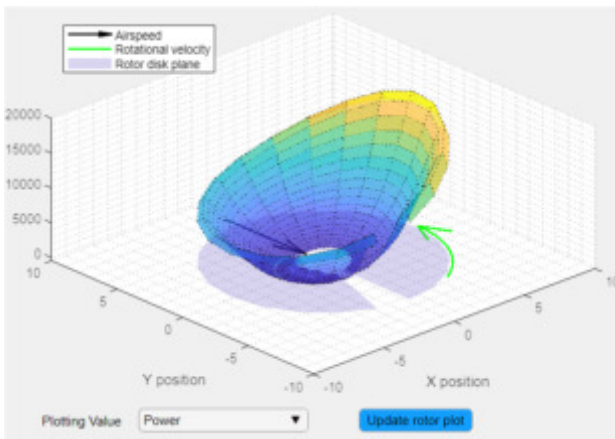 Airspeed
Rotational velocity
Rotor disk plane
20000
15000
10000
5000
0
10
5
0
-5
-10
-10
-5
0
5
10
Y position
X position
Plotting Value
Power
Update rotor plot